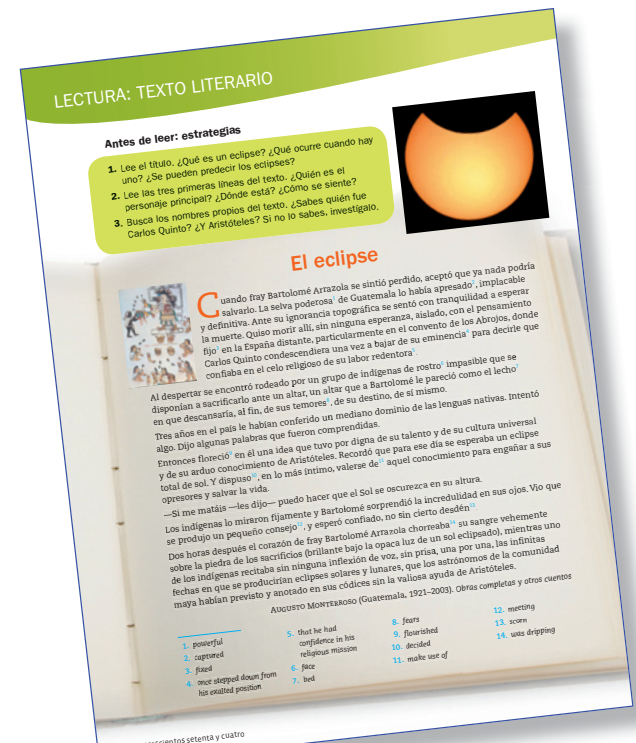 LECTURA: TEXTO LITERARIO
Antes de leer: estrategias
1. Lee el título. ¿Qué es un eclipse? ¿Qué ocurre cuando hay
uno? ¿Se pueden predecir los eclipses?
2. Lee las tres primeras líneas del texto. ¿Quién es el
personaje principal? ¿Dónde está? ¿Cómo se siente?
3. Busca los nombres propios del texto. ¿Sabes quién fue
Carlos Quinto? ¿Y Aristóteles? Si no lo sabes, investígalo.
El eclipse
Cuando fray Bartolomé Arrazola se sintió perdido, aceptó que ya nada podría
salvarlo. La selva poderosa1 de Guatemala lo había apresado2, implacable
y definitiva. Ante su ignorancia topográfica se sentó con tranquilidad a esperar
la muerte. Quiso morir allí, sin ninguna esperanza, aislado, con el pensamiento
fijo3 en la España distante, particularmente en el convento de los Abrojos, donde
Carlos Quinto condescendiera una vez a bajar de su eminencia4 para decirle que
confiaba en el celo religioso de su labor redentora5.
Al despertar se encontró rodeado por un grupo de indígenas de rostro6 impasible que se
disponían a sacrificarlo ante un altar, un altar que a Bartolomé le pareció como el lecho7
en que descansaría, al fin, de sus temores8, de su destino, de sí mismo.
Tres años en el país le habían conferido un mediano dominio de las lenguas nativas. Intentó
algo. Dijo algunas palabras que fueron comprendidas.
Entonces floreció9 en él una idea que tuvo por digna de su talento y de su cultura universal
y de su arduo conocimiento de Aristóteles. Recordó que para ese día se esperaba un eclipse
total de sol. Y dispuso10, en lo más íntimo, valerse de11 aquel conocimiento para engañar a sus
opresores y salvar la vida.
—Si me matáis —les dijo— puedo hacer que el Sol se oscurezca en su altura.
Los indígenas lo miraron fijamente y Bartolomé sorprendió la incredulidad en sus ojos. Vio que
se produjo un pequeño consejo12, y esperó confiado, no sin cierto desdén13.
Dos horas después el corazón de fray Bartolomé Arrazola chorreaba14 su sangre vehemente
sobre la piedra de los sacrificios (brillante bajo la opaca luz de un sol eclipsado), mientras uno
de los indígenas recitaba sin ninguna inflexión de voz, sin prisa, una por una, las infinitas
fechas en que se producirían eclipses solares y lunares, que los astrónomos de la comunidad
maya habían previsto y anotado en sus códices sin la valiosa ayuda de Aristóteles.
AUGUSTO MONTERROSO (Guatemala, 1921–2003). Obras completas y otros cuentos
1. powerful
2. captured
3. fixed
4. once stepped down from
his exalted position
5. that he had
confidence in his
religious mission
6. face
7. bed
8. fears
9. flourished
10. decided
11. make use of
12. meeting
13. scorn
14. was dripping
setenta y cuatro